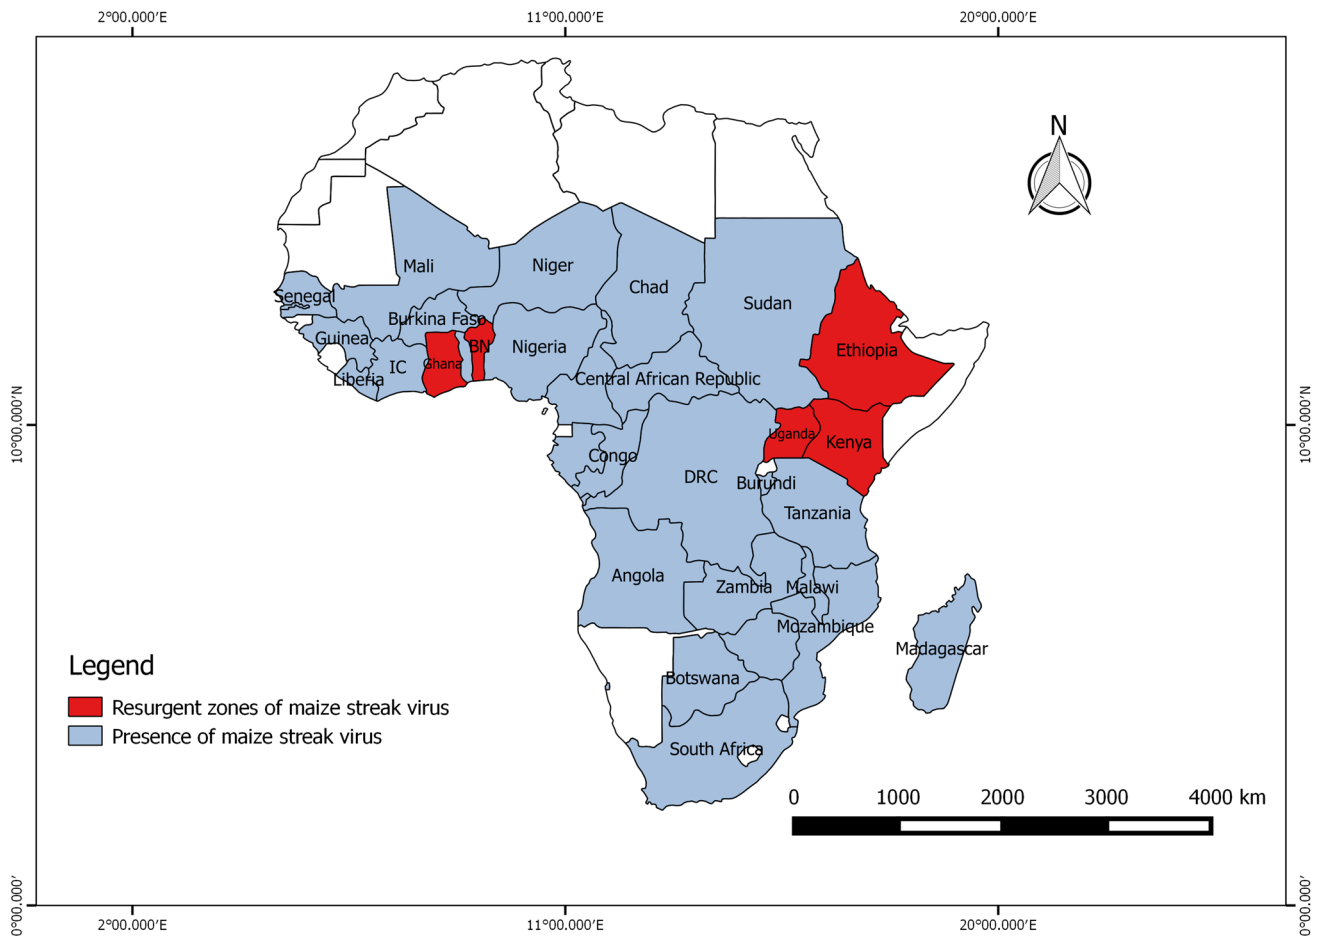 2°00.000'E 11°00.000'E 20°00.000'E
N
Mali
Niger
Chad
Sudan
Senegal
Burkina Faso
Guinea
BN
Nigeria
Ethiopia
IC
Ghana
Liberia
Central African Republic
10°00.000'N
10°00.000'N
Uganda
Kenya
Congo
DRC
Burundi
Tanzania
Angola
Zambia
Malawi
Mozambique
Madagascar
Botswana
South Africa
Legend
Resurgent zones of maize streak virus
Presence of maize streak virus
0 1000 2000 3000 4000 km
0°00.000'
0°00.000'
2°00.000'E 11°00.000'E 20°00.000'E